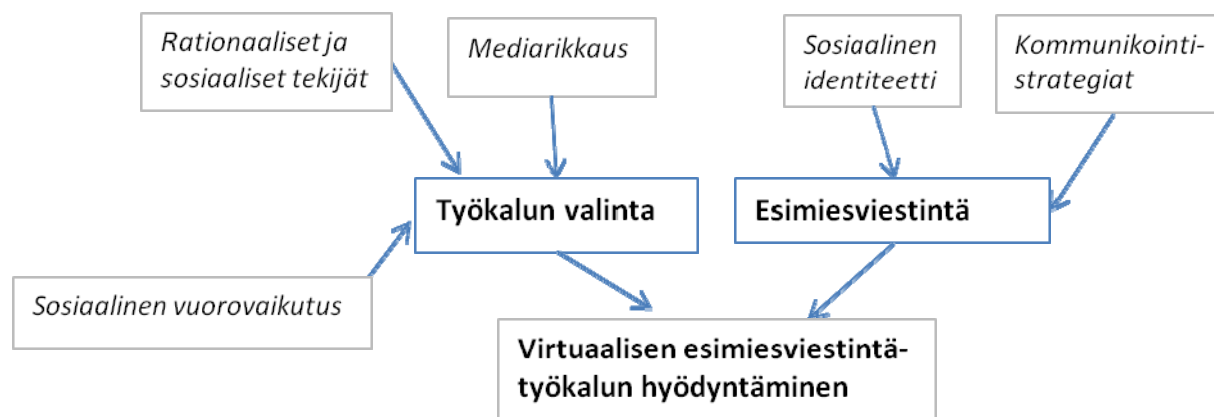 Rationaaliset ja
sosiaaliset tekijät
Mediarikkaus
Sosiaalinen
identiteetti
Kommunikointi-
strategiat
Työkalun valinta
Esimiesviestintä
Sosiaalinen vuorovaikutus
Virtuaalisen esimiesviestintä-
työkalun hyödyntäminen